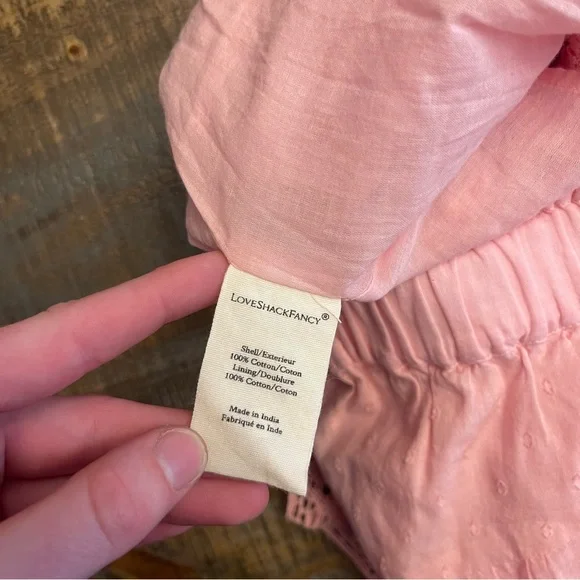 LOVESHACKFANCY®
Shell/Exterieur
100% Cotton/Coton
Lining/Doublure
100% Cotton/Coton
Made in India
Fabriqué en Inde